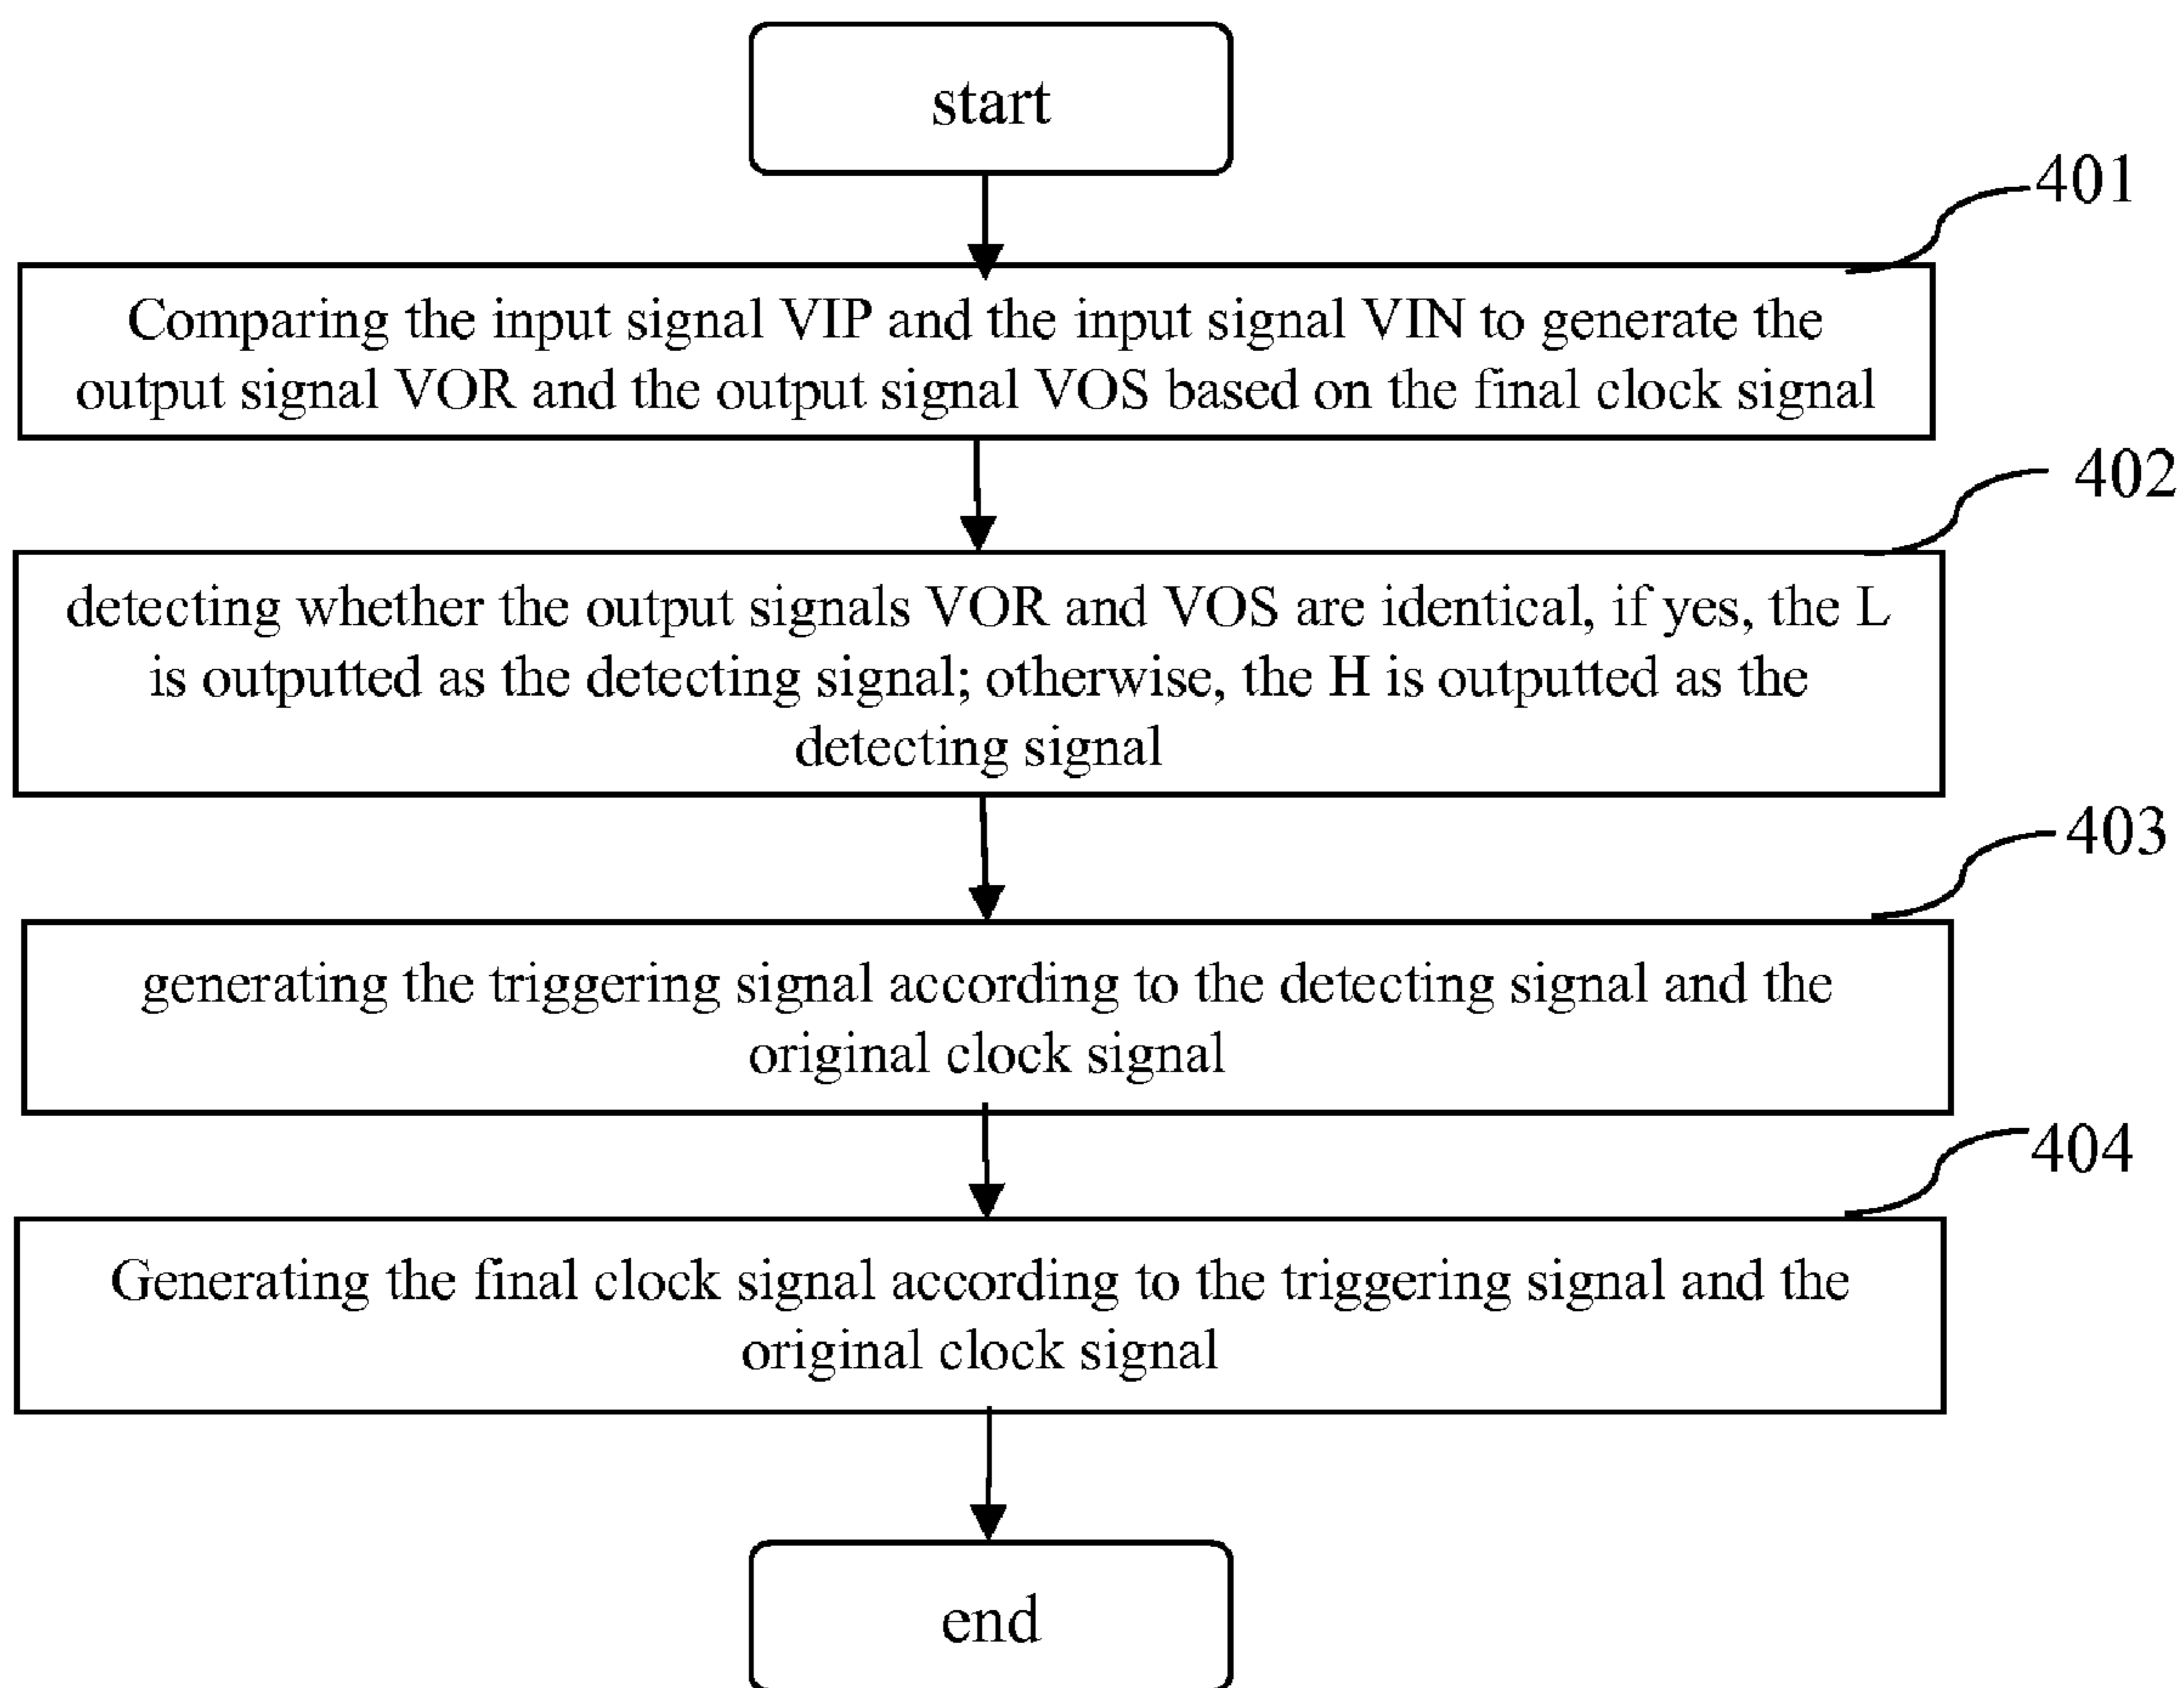 start
401
Comparing the input signal VIP and the input signal VIN to generate the
output signal VOR and the output signal VOS based on the final clock signal
402
detecting whether the output signals VOR and VOS are identical, if yes, the L
is outputted as the detecting signal; otherwise, the H is outputted as the
detecting signal
403
generating the triggering signal according to the detecting signal and the
original clock signal
404
Generating the final clock signal according to the triggering signal and the
original clock signal
end